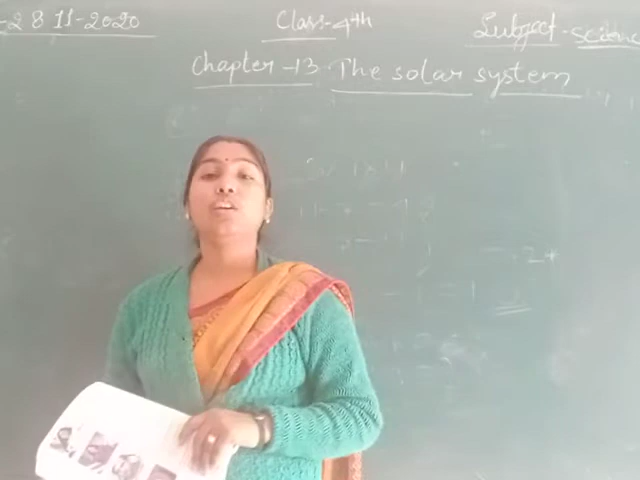 -28 11-2020 Class-4th Subject-science
Chapter-13 The solar system